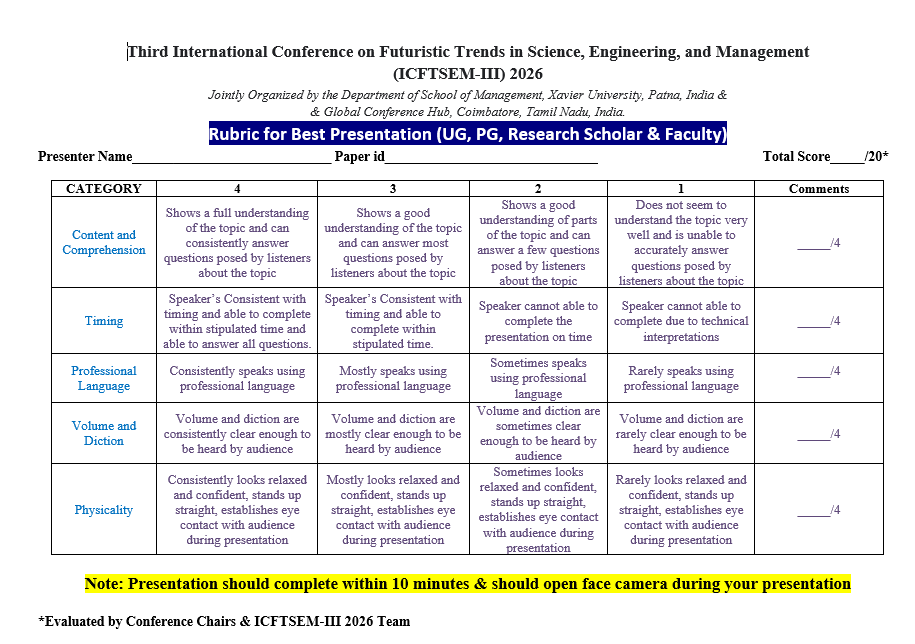 Third International Conference on Futuristic Trends in Science, Engineering, and Management
(ICFTSEM-III) 2026
Jointly Organized by the Department of School of Management, Xavier University, Patna, India &
& Global Conference Hub, Coimbatore, Tamil Nadu, India.
Rubric for Best Presentation (UG, PG, Research Scholar & Faculty)
Presenter Name_____________________________ Paper id_______________________________ Total Score_____/20*
CATEGORY 4 3 2 1 Comments
Content and
Comprehension
Shows a full understanding
of the topic and can
consistently answer
questions posed by listeners
about the topic
Shows a good
understanding of the topic
and can answer most
questions posed by
listeners about the topic
Shows a good
understanding of parts
of the topic and can
answer a few questions
posed by listeners
about the topic
Does not seem to
understand the topic very
well and is unable to
accurately answer
questions posed by
listeners about the topic
_____/4
Timing
Speaker’s Consistent with
timing and able to complete
within stipulated time and
able to answer all questions.
Speaker’s Consistent with
timing and able to
complete within
stipulated time.
Speaker cannot able to
complete the
presentation on time
Speaker cannot able to
complete due to technical
interpretations
_____/4
Professional
Language
Consistently speaks using
professional language
Mostly speaks using
professional language
Sometimes speaks
using professional
language
Rarely speaks using
professional language
_____/4
Volume and
Diction
Volume and diction are
consistently clear enough to
be heard by audience
Volume and diction are
mostly clear enough to be
heard by audience
Volume and diction are
sometimes clear
enough to be heard by
audience
Volume and diction are
rarely clear enough to be
heard by audience
_____/4
Physicality
Consistently looks relaxed
and confident, stands up
straight, establishes eye
contact with audience
during presentation
Mostly looks relaxed and
confident, stands up
straight, establishes eye
contact with audience
during presentation
Sometimes looks
relaxed and confident,
stands up straight,
establishes eye contact
with audience during
presentation
Rarely looks relaxed and
confident, stands up
straight, establishes eye
contact with audience
during presentation
_____/4
Note: Presentation should complete within 10 minutes & should open face camera during your presentation
*Evaluated by Conference Chairs & ICFTSEM-III 2026 Team